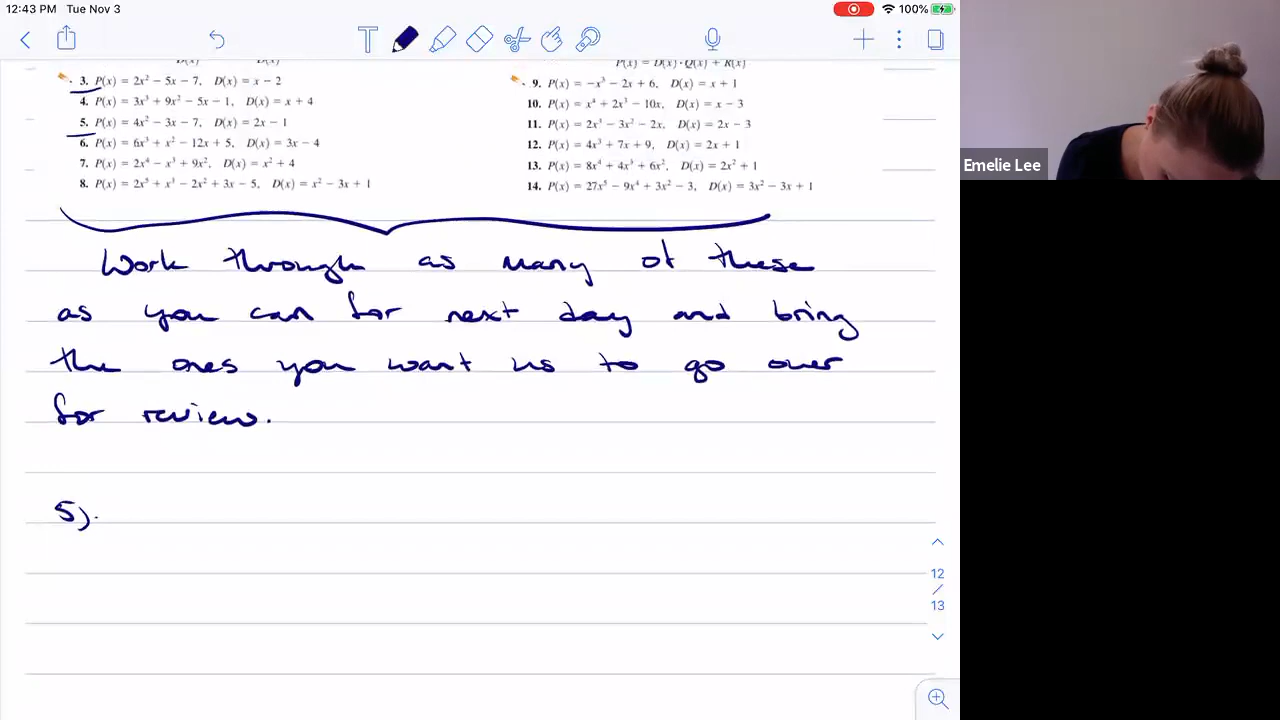 12:43 PM Tue Nov 3
100%
P(x) = D(x) · Q(x) + R(x)
3. P(x) = 2x² − 5x − 7, D(x) = x − 2
4. P(x) = 3x³ + 9x² − 5x − 1, D(x) = x + 4
5. P(x) = 4x² − 3x − 7, D(x) = 2x − 1
6. P(x) = 6x³ + x² − 12x + 5, D(x) = 3x − 4
7. P(x) = 2x⁴ − x³ + 9x², D(x) = x² + 4
8. P(x) = 2x⁵ + x³ − 2x² + 3x − 5, D(x) = x² − 3x + 1
9. P(x) = −x³ − 2x + 6, D(x) = x + 1
10. P(x) = x⁴ + 2x³ − 10x, D(x) = x − 3
11. P(x) = 2x³ − 3x² − 2x, D(x) = 2x − 3
12. P(x) = 4x³ + 7x + 9, D(x) = 2x + 1
13. P(x) = 8x⁴ + 4x³ + 6x², D(x) = 2x² + 1
14. P(x) = 27x⁵ − 9x⁴ + 3x² − 3, D(x) = 3x² − 3x + 1
Work through as many of these
as you can for next day and bring
the ones you want us to go over
for review.
5).
12
/
13
Emelie Lee